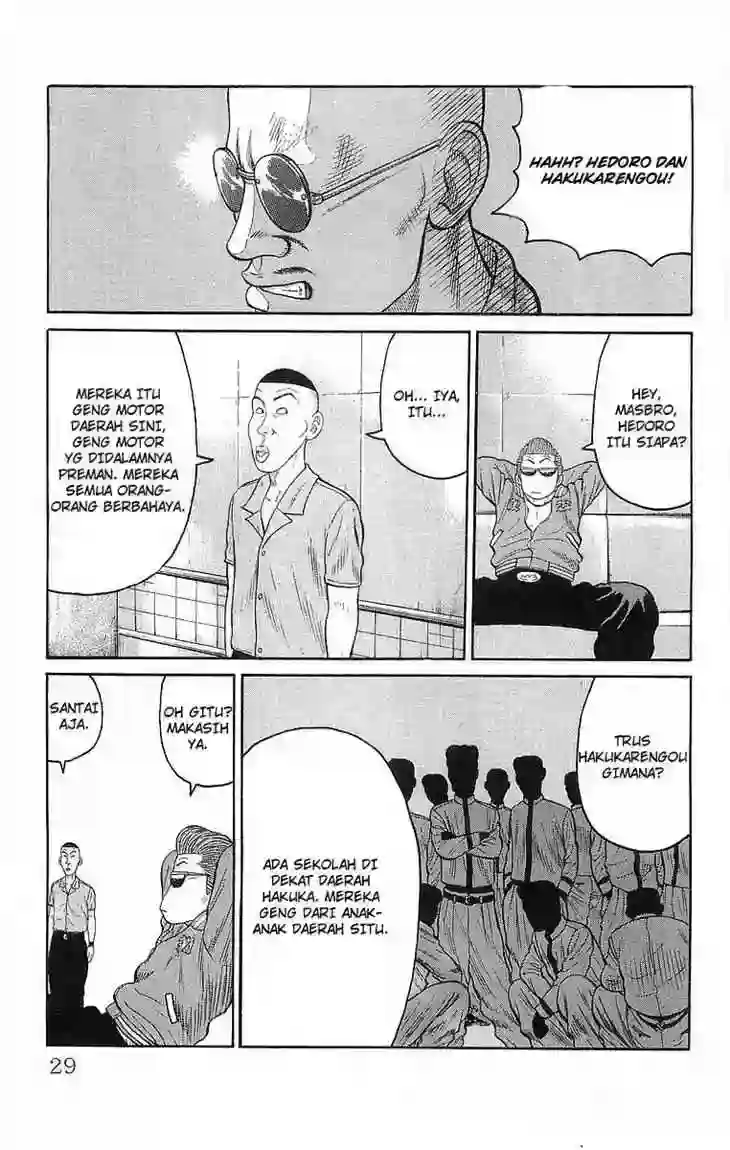 HAHH? HEDORO DAN
HAKUKARENGOU!
HEY,
MASBRO,
HEDORO
ITU SIAPA?
OH... IYA,
ITU...
MEREKA ITU
GENG MOTOR
DAERAH SINI,
GENG MOTOR
YG DIDALAMNYA
PREMAN. MEREKA
SEMUA ORANG-
ORANG BERBAHAYA.
TRUS
HAKUKARENGOU
GIMANA?
ADA SEKOLAH DI
DEKAT DAERAH
HAKUKA. MEREKA
GENG DARI ANAK-
ANAK DAERAH SITU.
OH GITU?
MAKASIH
YA.
SANTAI
AJA.
29